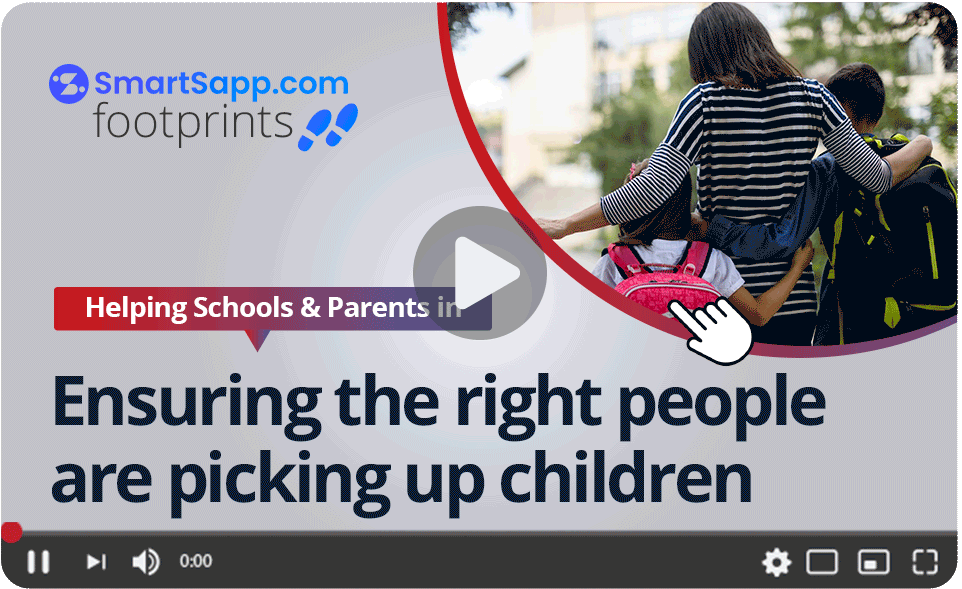 SmartSapp.com
footprints
Helping Schools & Parents in
Ensuring the right people
are picking up children
0:00